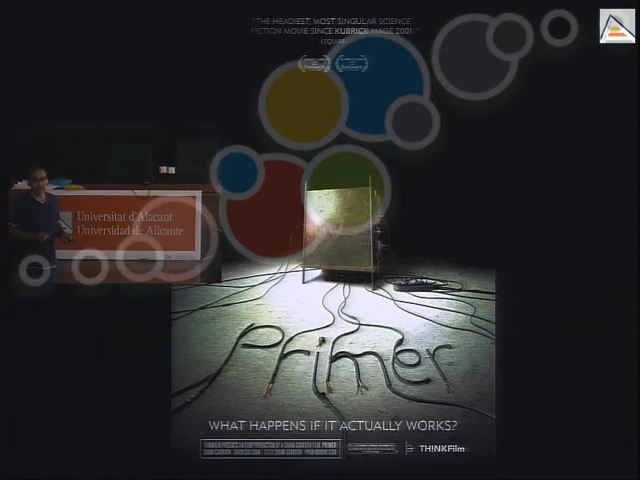 "THE HEADIEST, MOST SINGULAR SCIENCE
FICTION MOVIE SINCE KUBRICK MADE 2001."
ESQUIRE
Universitat d'Alacant
Universidad de Alicante
Primer
WHAT HAPPENS IF IT ACTUALLY WORKS?
THINKFilm